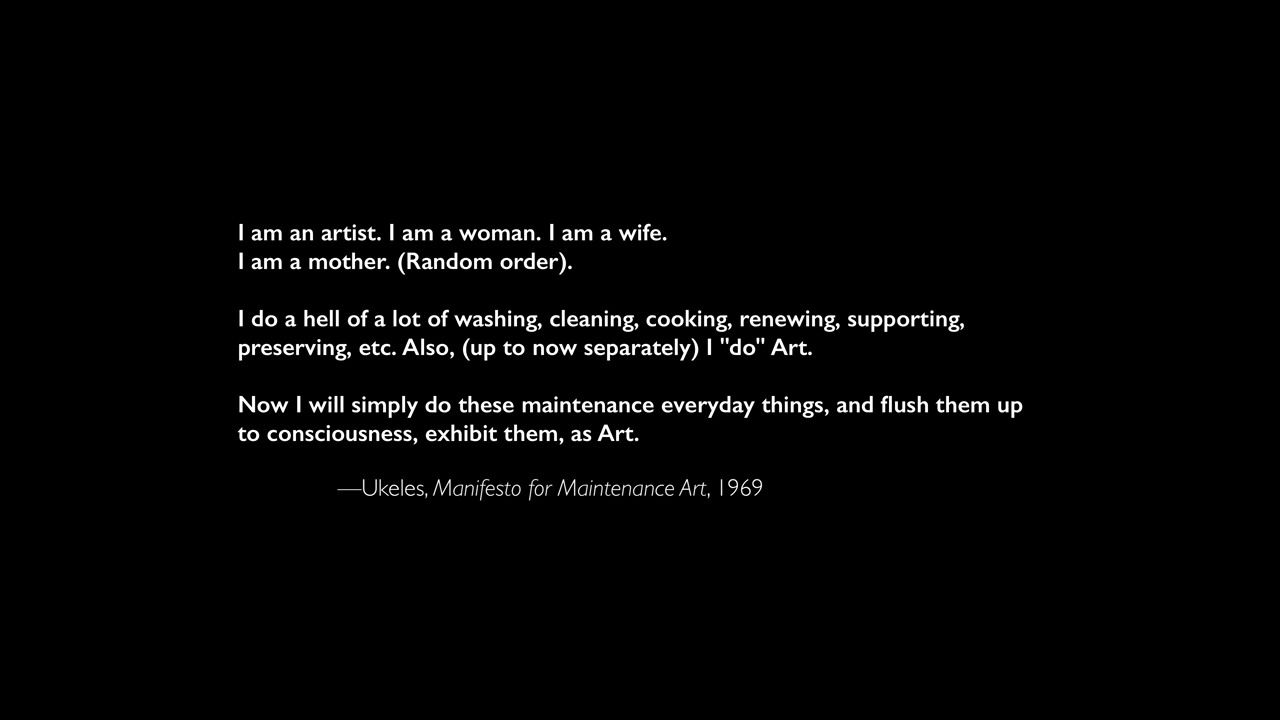 I am an artist. I am a woman. I am a wife.
I am a mother. (Random order).
I do a hell of a lot of washing, cleaning, cooking, renewing, supporting,
preserving, etc. Also, (up to now separately) I "do" Art.
Now I will simply do these maintenance everyday things, and flush them up
to consciousness, exhibit them, as Art.
—Ukeles, Manifesto for Maintenance Art, 1969